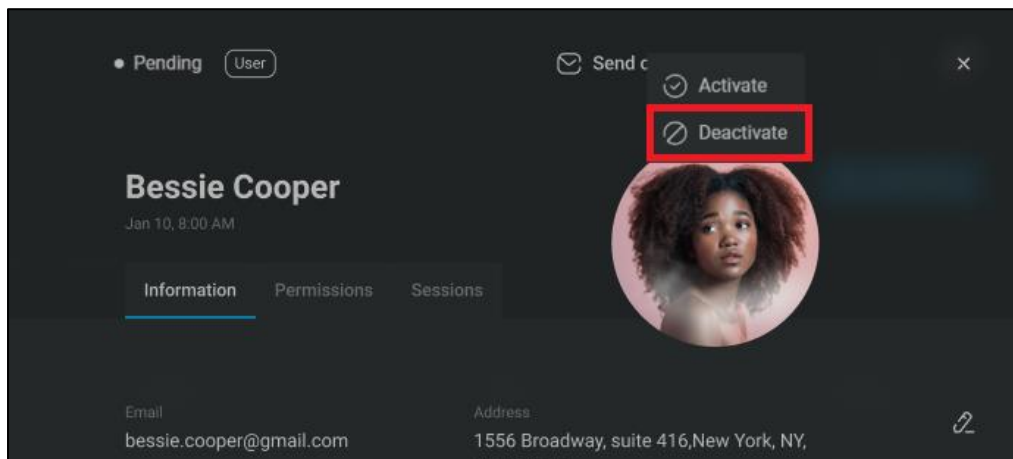 Pending User Send
Activate
Deactivate
Bessie Cooper
Jan 10, 8:00 AM
Information Permissions Sessions
Email Address
bessie.cooper@gmail.com 1556 Broadway, suite 416,New York, NY,